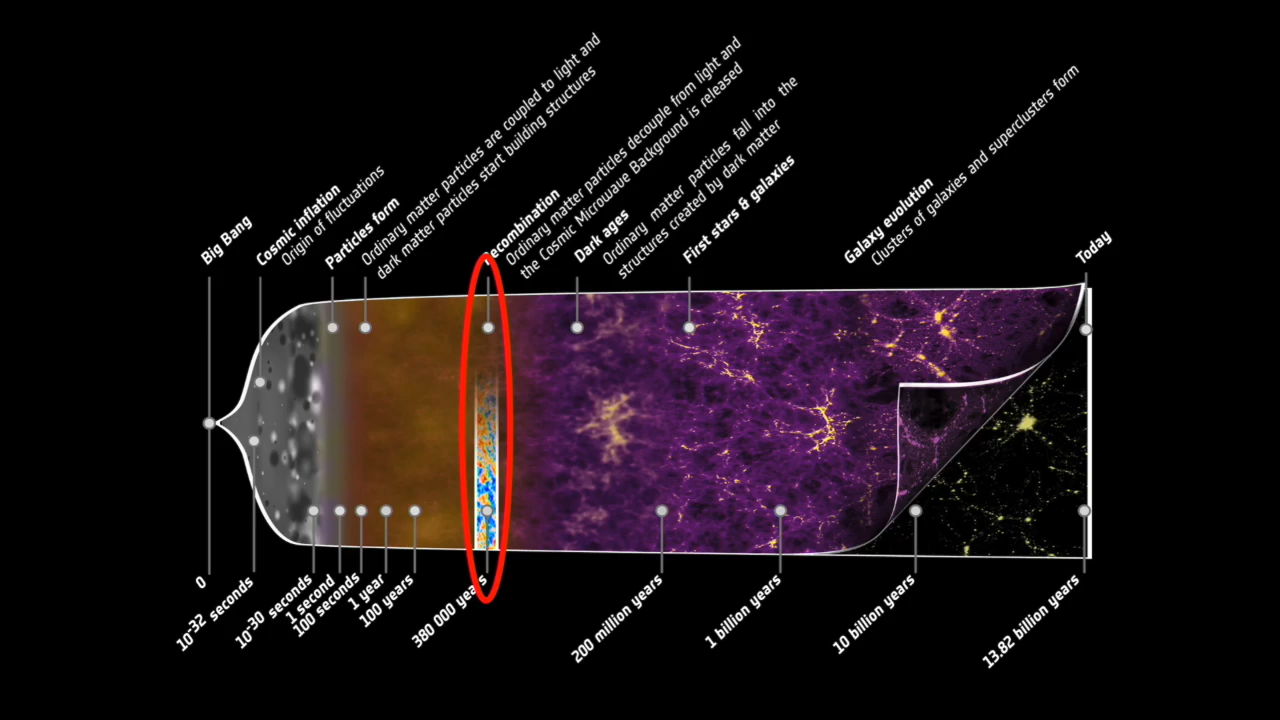 Big Bang
Cosmic inflation
Origin of fluctuations
Particles form
Ordinary matter particles are coupled to light and
dark matter particles start building structures
Recombination
Ordinary matter particles decouple from light and
the Cosmic Microwave Background is released
Dark ages
Ordinary matter particles fall into the
structures created by dark matter
First stars & galaxies
Galaxy evolution
Clusters of galaxies and superclusters form
Today
0
10-32 seconds
10-30 seconds
1 second
100 seconds
1 year
100 years
380 000 years
200 million years
1 billion years
10 billion years
13.82 billion years